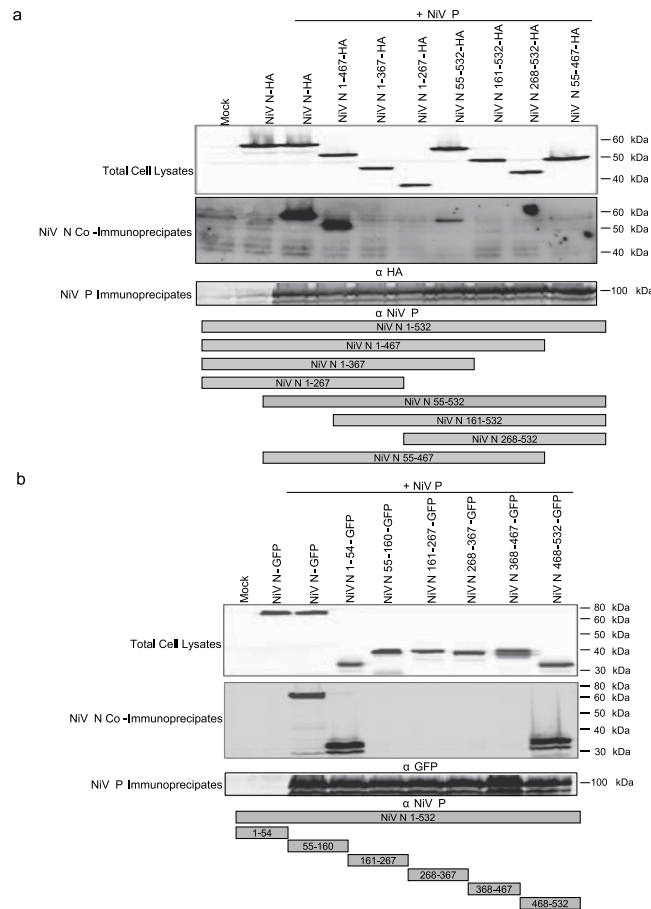 a
+ NiV P
Mock
NiV N-HA
NiV N-HA
NiV N 1-467-HA
NiV N 1-367-HA
NiV N 1-267-HA
NiV N 55-532-HA
NiV N 161-532-HA
NiV N 268-532-HA
NiV N 55-467-HA
Total Cell Lysates
60 kDa
50 kDa
40 kDa
NiV N Co-Immunoprecipates
60 kDa
50 kDa
40 kDa
α HA
NiV P Immunoprecipates
100 kDa
α NiV P
NiV N 1-532
NiV N 1-467
NiV N 1-367
NiV N 1-267
NiV N 55-532
NiV N 161-532
NiV N 268-532
NiV N 55-467
b
+ NiV P
Mock
NiV N-GFP
NiV N-GFP
NiV N 1-54-GFP
NiV N 55-160-GFP
NiV N 161-267-GFP
NiV N 268-367-GFP
NiV N 368-467-GFP
NiV N 468-532-GFP
Total Cell Lysates
80 kDa
60 kDa
50 kDa
40 kDa
30 kDa
NiV N Co-Immunoprecipates
80 kDa
60 kDa
50 kDa
40 kDa
30 kDa
α GFP
NiV P Immunoprecipates
100 kDa
α NiV P
NiV N 1-532
1-54
55-160
161-267
268-367
368-467
468-532